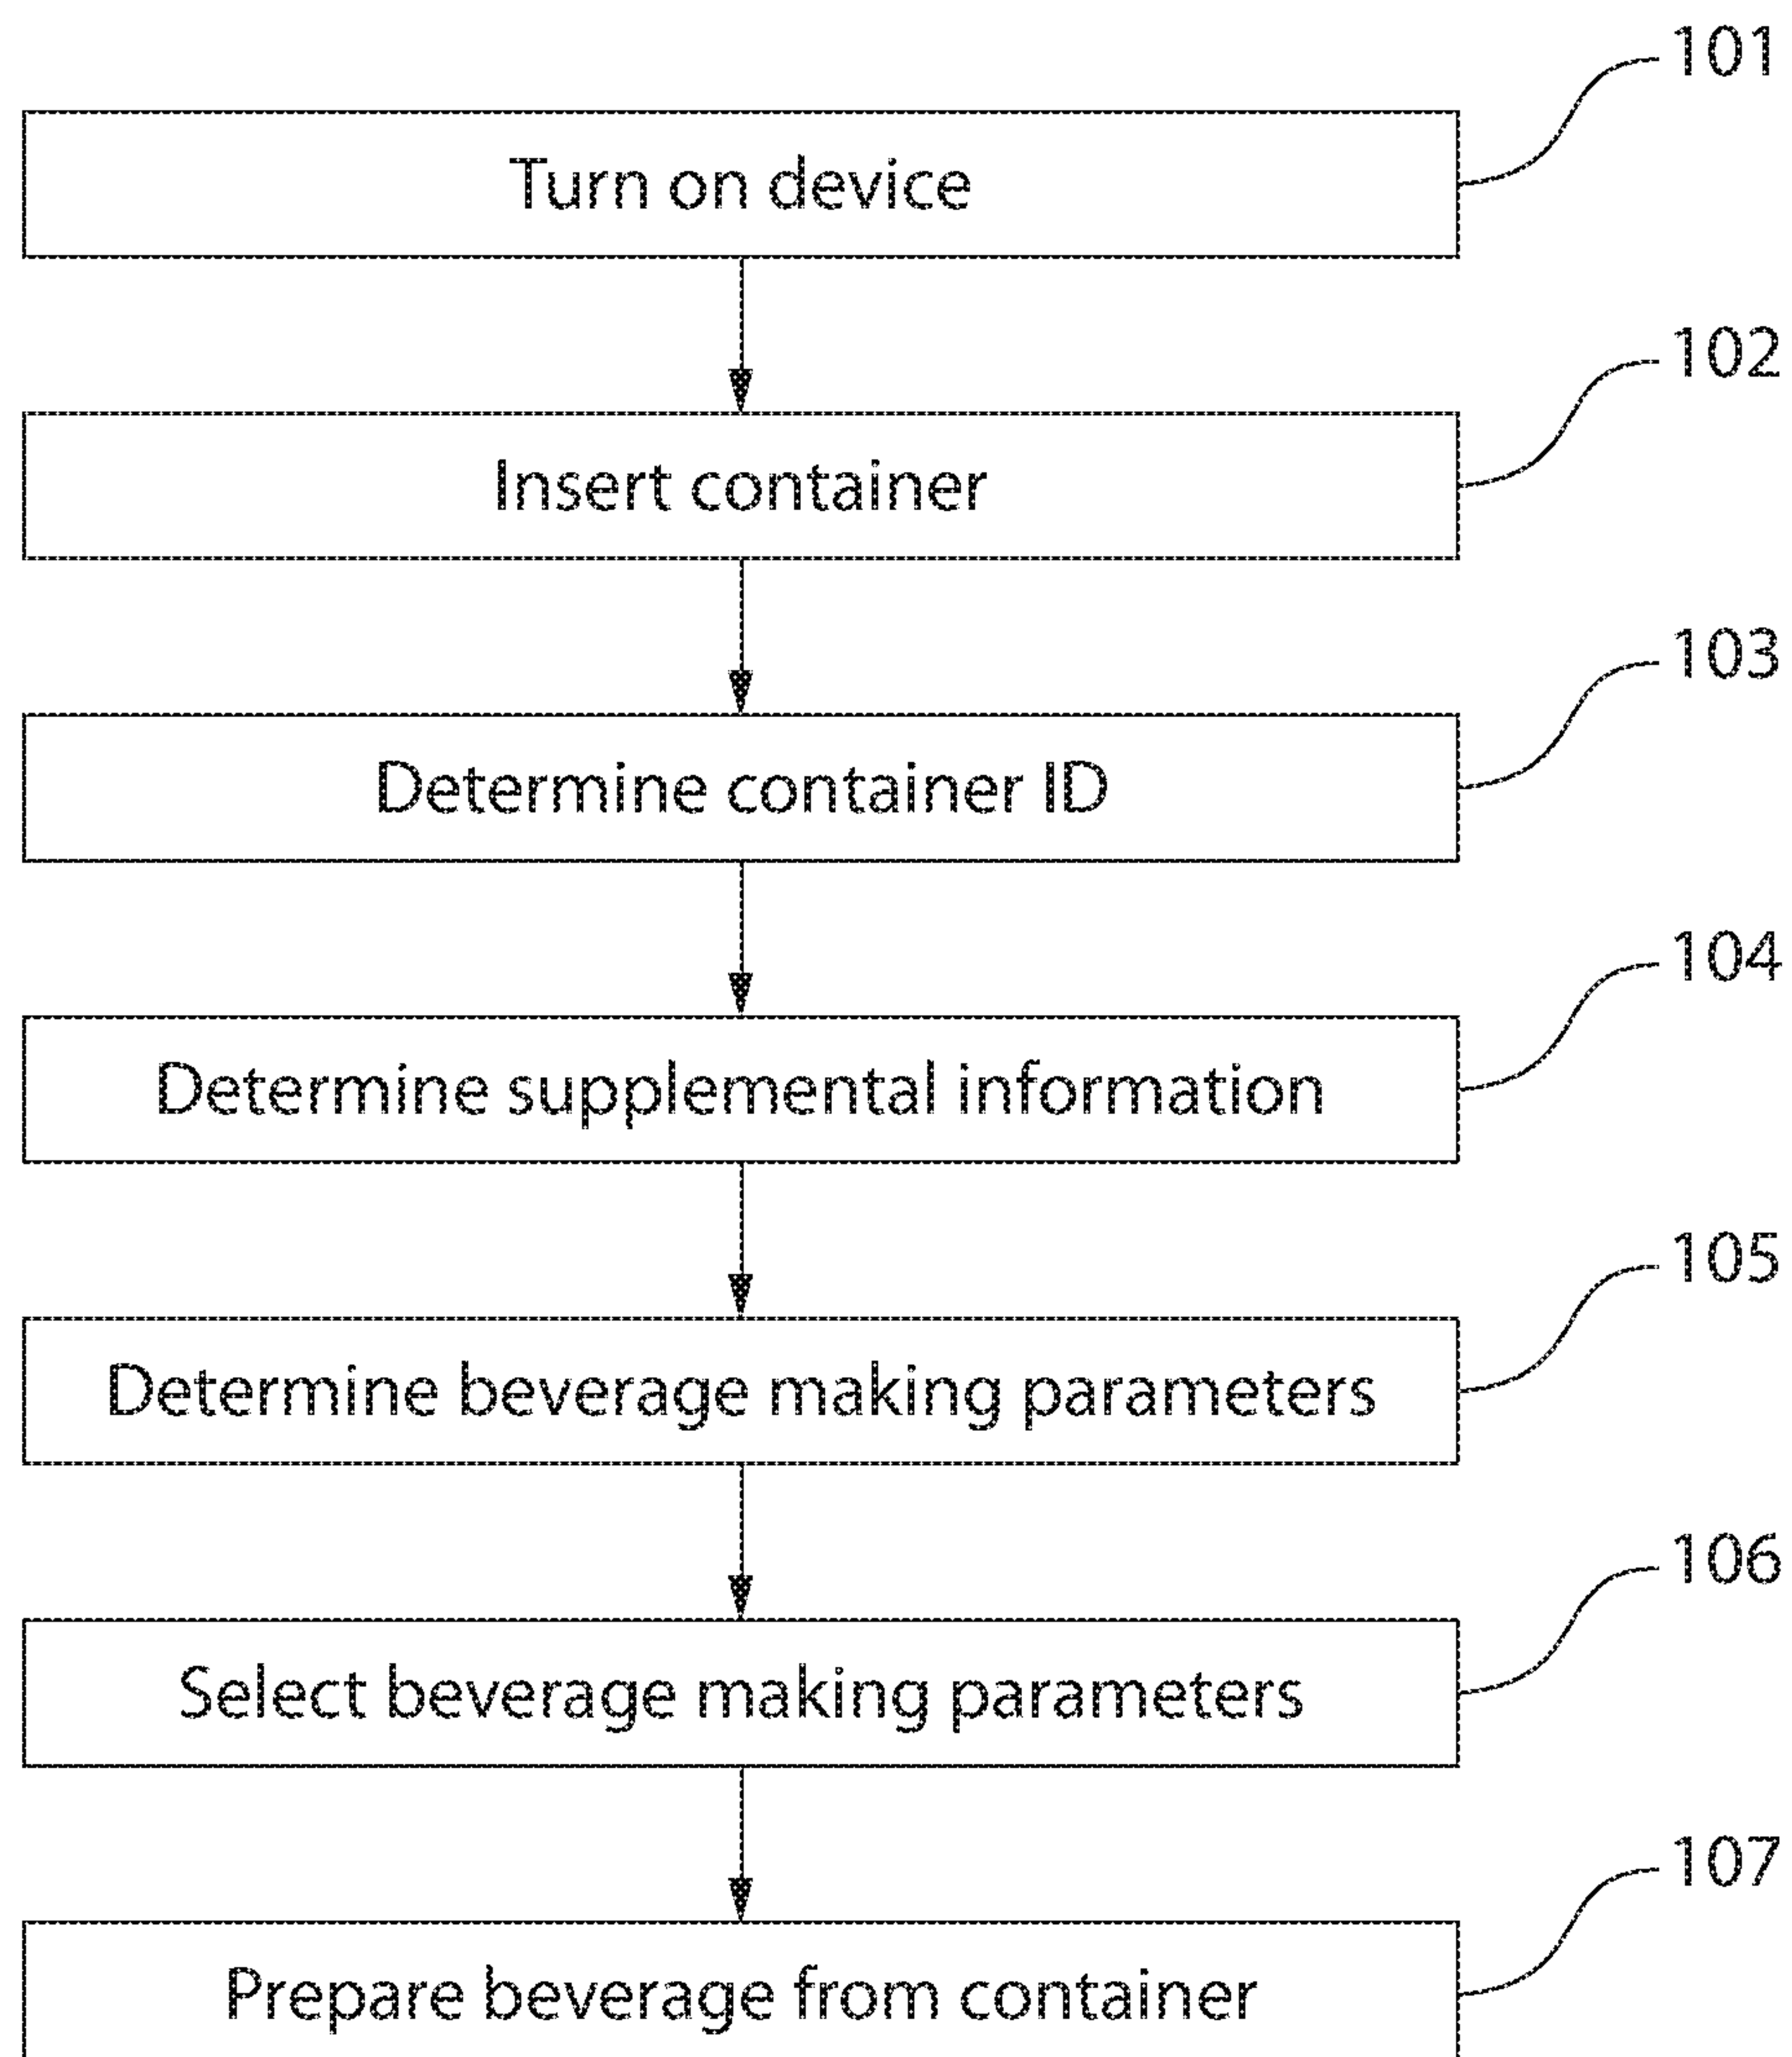 101
Turn on device
102
Insert container
103
Determine container ID
104
Determine supplemental information
105
Determine beverage making parameters
106
Select beverage making parameters
107
Prepare beverage from container